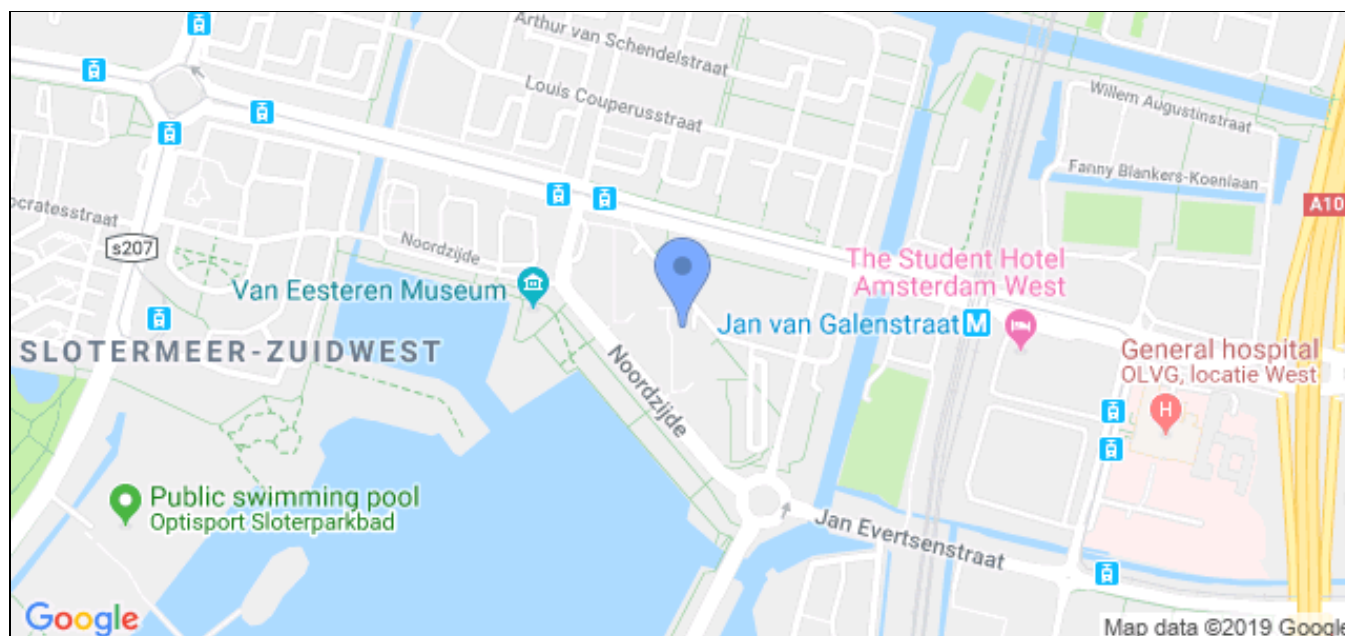 Arthur van Schendelstraat
Louis Couperusstraat
Willem Augustinstraat
Fanny Blankers-Koenlaan
A10
ocratesstraat
s207
Noordzijde
Van Eesteren Museum
The Student Hotel
Amsterdam West
Jan van Galenstraat
M
SLOTERMEER-ZUIDWEST
General hospital
OLVG, locatie West
H
Noordzijde
Public swimming pool
Optisport Sloterparkbad
Jan Evertsenstraat
Google
Map data ©2019 Google